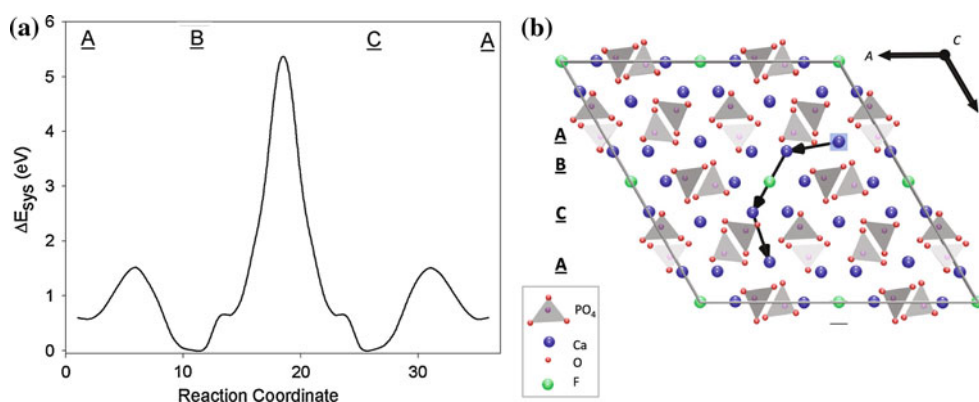 (a)
A B C A
6
5
4
3
2
1
0
ΔEsys (eV)
0 10 20 30
Reaction Coordinate
(b)
A C
A
B
C
A
PO4
Ca
O
F